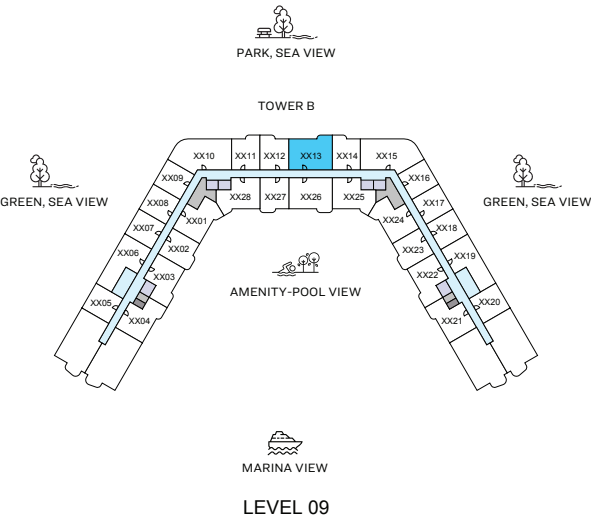 PARK, SEA VIEW
TOWER B
XX10 XX11 XX12 XX13 XX14 XX15
XX09 XX16
GREEN, SEA VIEW GREEN, SEA VIEW
XX28 XX27 XX26 XX25
XX08 XX17
XX01 XX24
XX07 XX18
XX02 XX23
XX06 XX19
XX03 XX22
AMENITY-POOL VIEW
XX05 XX20
XX04 XX21
MARINA VIEW
LEVEL 09